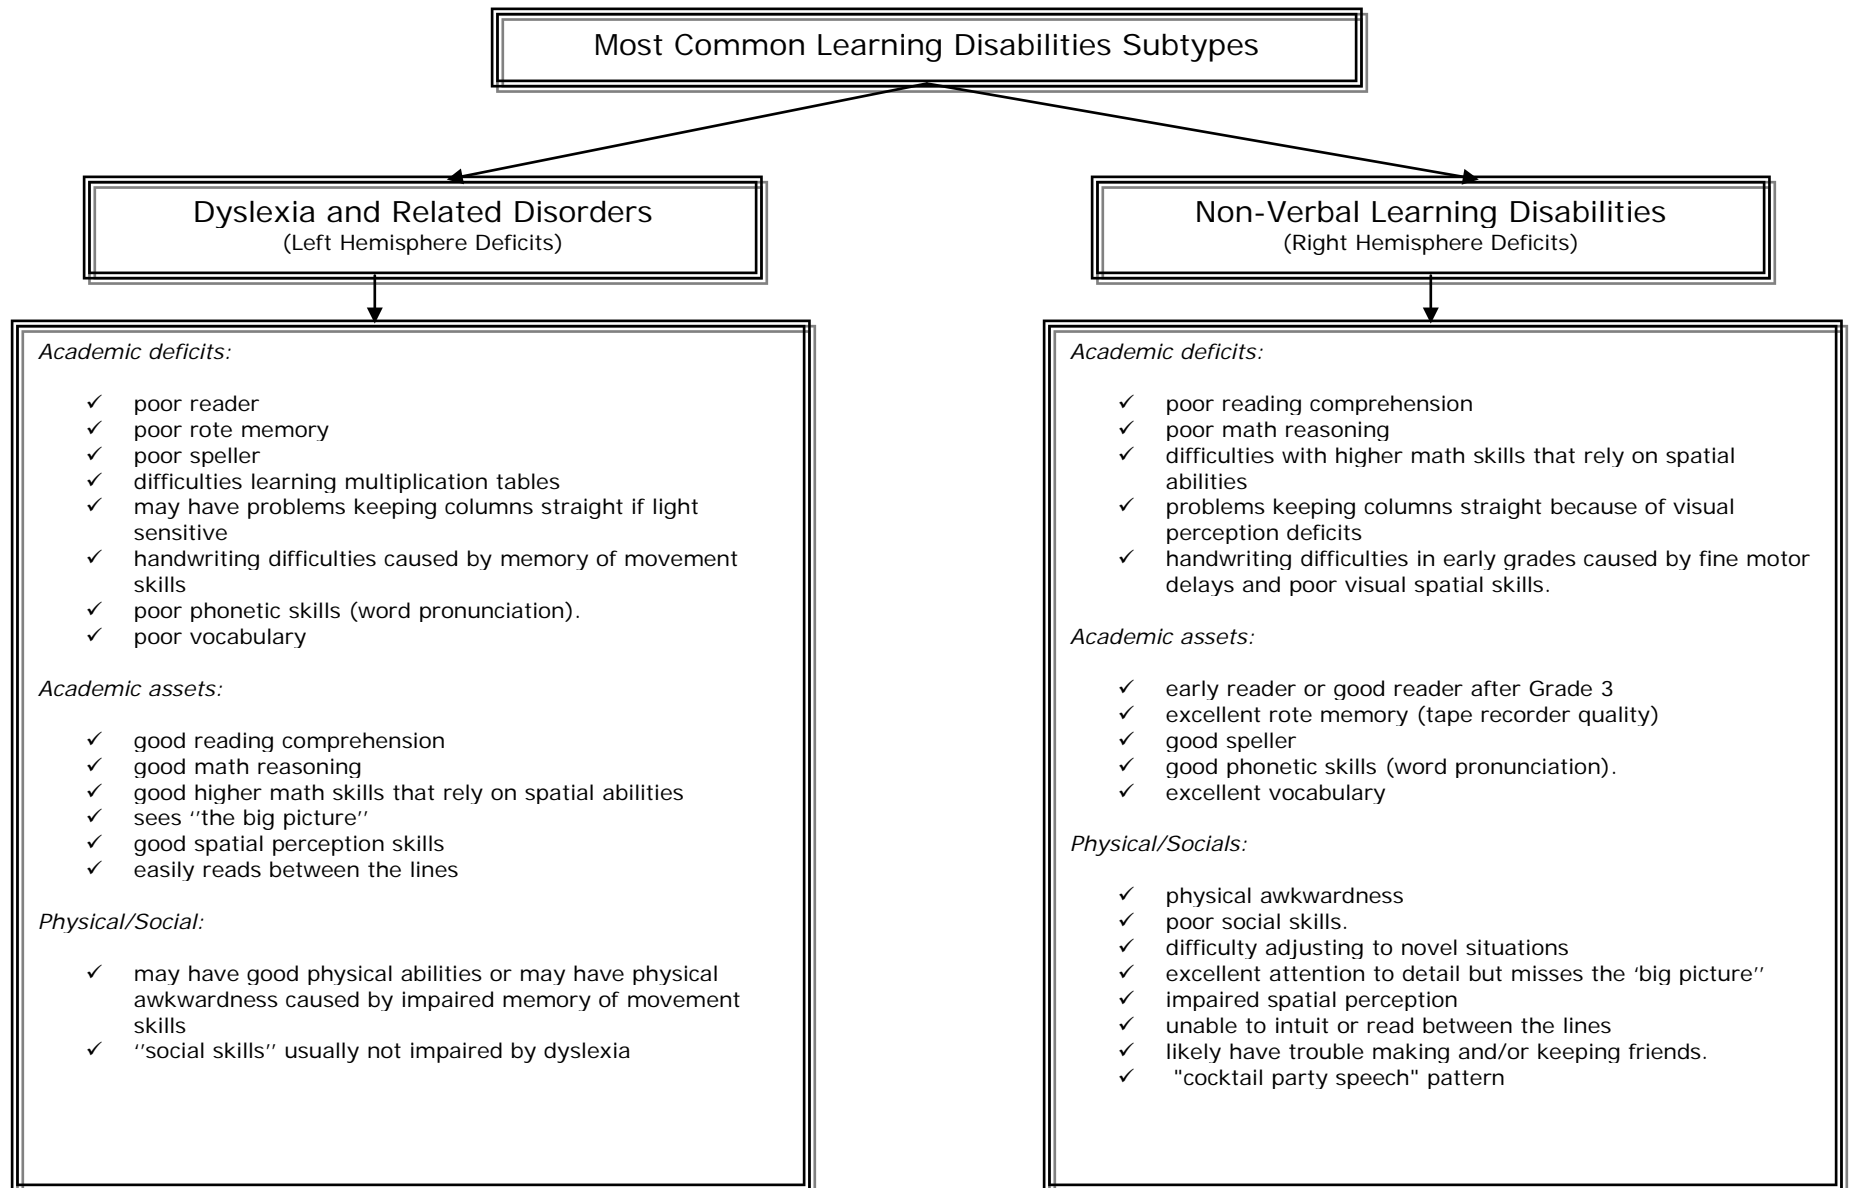 Most Common Learning Disabilities Subtypes
Dyslexia and Related Disorders
(Left Hemisphere Deficits)
Academic deficits:
✓ poor reader
✓ poor rote memory
✓ poor speller
✓ difficulties learning multiplication tables
✓ may have problems keeping columns straight if light
sensitive
✓ handwriting difficulties caused by memory of movement
skills
✓ poor phonetic skills (word pronunciation).
✓ poor vocabulary
Academic assets:
✓ good reading comprehension
✓ good math reasoning
✓ good higher math skills that rely on spatial abilities
✓ sees ''the big picture''
✓ good spatial perception skills
✓ easily reads between the lines
Physical/Social:
✓ may have good physical abilities or may have physical
awkwardness caused by impaired memory of movement
skills
✓ ''social skills'' usually not impaired by dyslexia
Non-Verbal Learning Disabilities
(Right Hemisphere Deficits)
Academic deficits:
✓ poor reading comprehension
✓ poor math reasoning
✓ difficulties with higher math skills that rely on spatial
abilities
✓ problems keeping columns straight because of visual
perception deficits
✓ handwriting difficulties in early grades caused by fine motor
delays and poor visual spatial skills.
Academic assets:
✓ early reader or good reader after Grade 3
✓ excellent rote memory (tape recorder quality)
✓ good speller
✓ good phonetic skills (word pronunciation).
✓ excellent vocabulary
Physical/Socials:
✓ physical awkwardness
✓ poor social skills.
✓ difficulty adjusting to novel situations
✓ excellent attention to detail but misses the 'big picture''
✓ impaired spatial perception
✓ unable to intuit or read between the lines
✓ likely have trouble making and/or keeping friends.
✓ "cocktail party speech" pattern